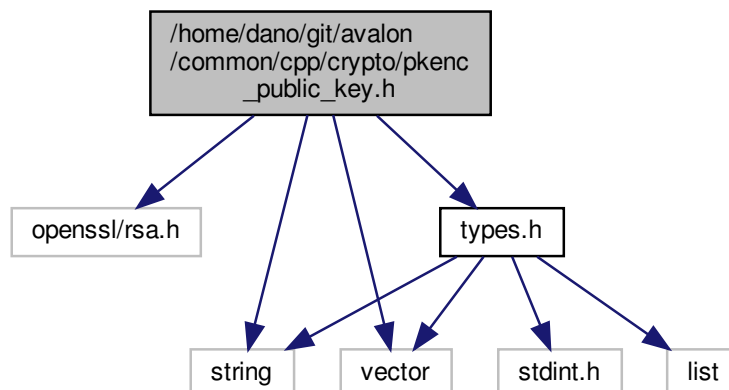 /home/dano/git/avalon
/common/cpp/crypto/pkenc
_public_key.h
openssl/rsa.h
types.h
string
vector
stdint.h
list